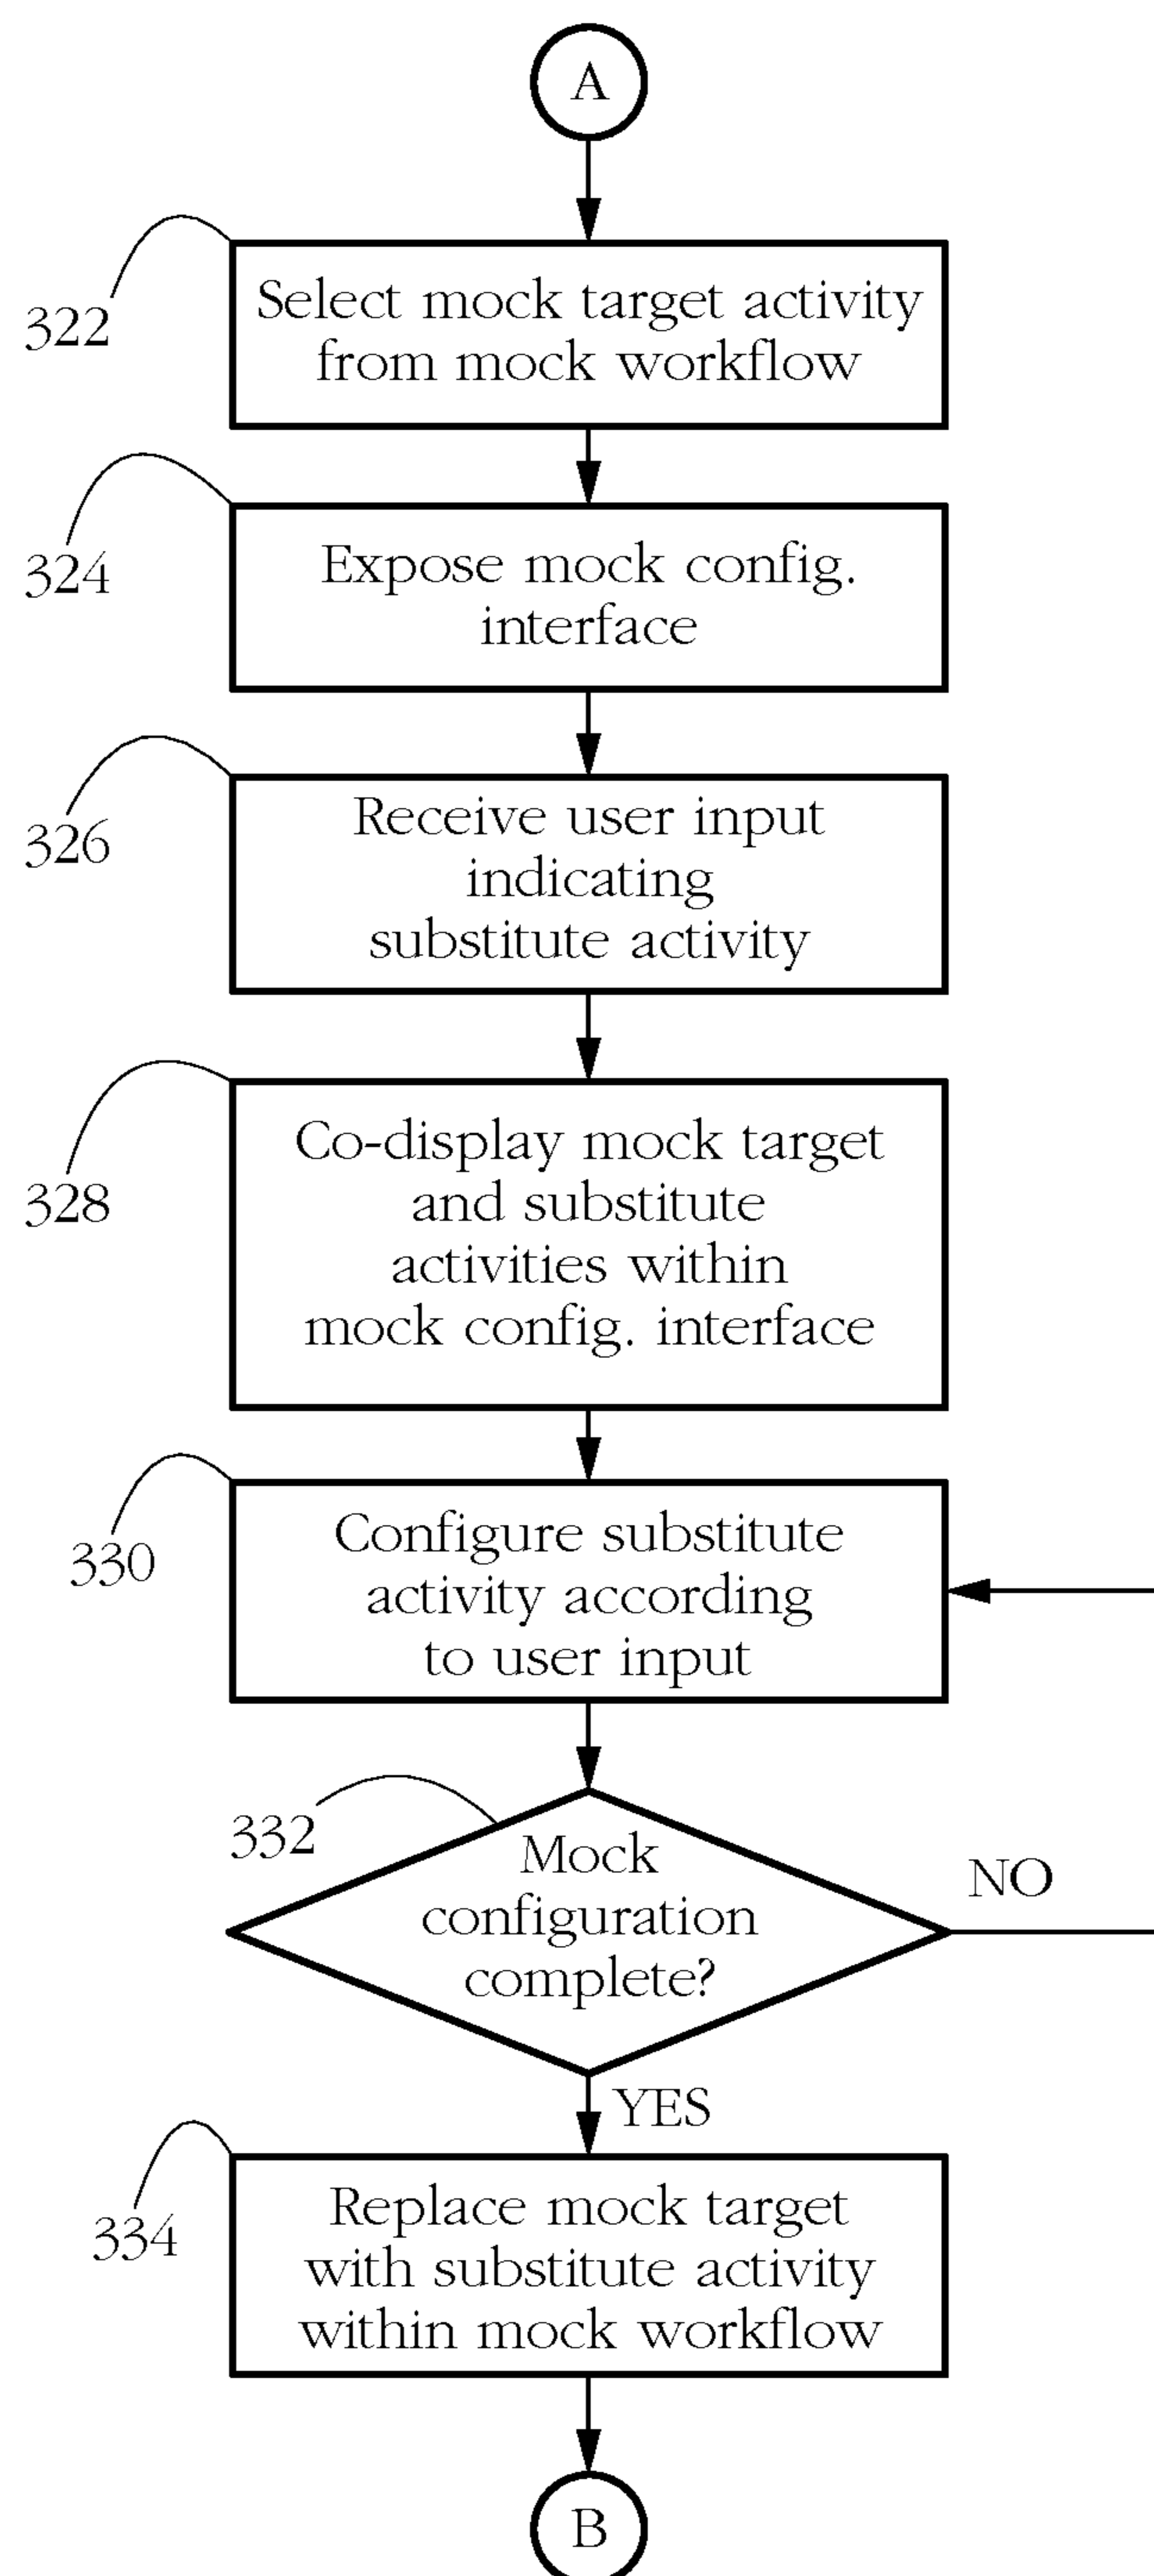 A
322
Select mock target activity
from mock workflow
324
Expose mock config.
interface
326
Receive user input
indicating
substitute activity
328
Co-display mock target
and substitute
activities within
mock config. interface
330
Configure substitute
activity according
to user input
332
Mock
configuration
complete?
NO
YES
334
Replace mock target
with substitute activity
within mock workflow
B